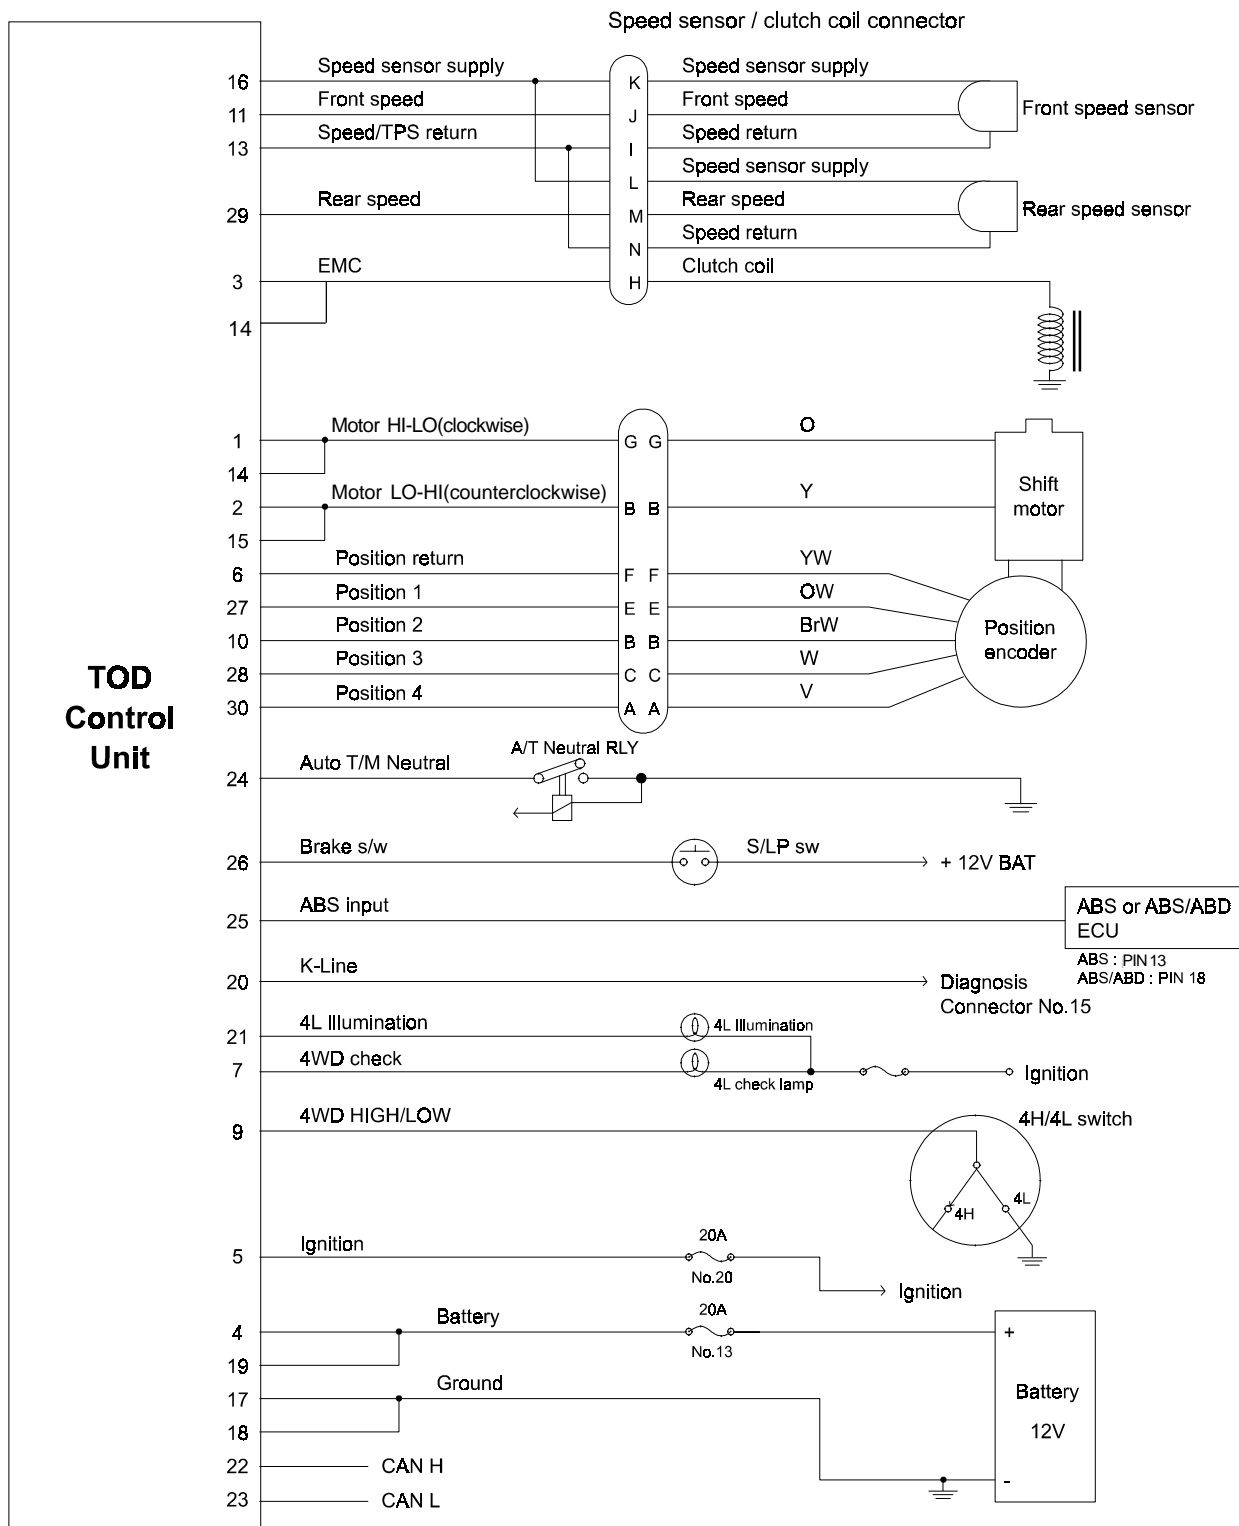 Speed sensor / clutch coil connector
16 Speed sensor supply K Speed sensor supply
11 Front speed J Front speed Front speed sensor
13 Speed/TPS return I Speed return
L Speed sensor supply
29 Rear speed M Rear speed Rear speed sensor
N Speed return
3 EMC H Clutch coil
14
1 Motor HI-LO(clockwise) G G O
14
2 Motor LO-HI(counterclockwise) B B Y
15
Shift
motor
6 Position return F F YW
27 Position 1 E E OW
10 Position 2 B B BrW
28 Position 3 C C W
30 Position 4 A A V
Position
encoder
TOD
Control
Unit
24 Auto T/M Neutral A/T Neutral RLY
26 Brake s/w S/LP sw + 12V BAT
25 ABS input
ABS or ABS/ABD
ECU
ABS : PIN 13
ABS/ABD : PIN 18
20 K-Line
Diagnosis
Connector No.15
21 4L Illumination 4L Illumination
7 4WD check 4L check lamp Ignition
9 4WD HIGH/LOW 4H/4L switch
4H 4L
5 Ignition 20A
No.20
Ignition
4 Battery 20A +
No.13
19
17 Ground
18
Battery
12V
-
22 CAN H
23 CAN L